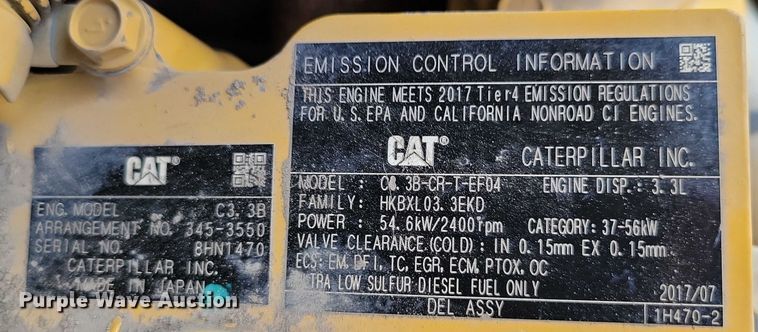 CAT®
ENG. MODEL C3.3B
ARRANGEMENT NO. 345-3550
SERIAL NO. 8HN1470
CATERPILLAR INC.
MADE IN JAPAN
EMISSION CONTROL INFORMATION
THIS ENGINE MEETS 2017 Tier4 EMISSION REGULATIONS
FOR U.S. EPA AND CALIFORNIA NONROAD CI ENGINES.
CAT® CATERPILLAR INC.
MODEL : C3.3B-CR-T-EF04 ENGINE DISP.: 3.3L
FAMILY: HKBXL03.3EKD
POWER : 54.6kW/2400rpm CATEGORY: 37-56kW
VALVE CLEARANCE(COLD) : IN 0.15mm EX 0.15mm
ECS: EM, DFI, TC, EGR, ECM, PTOX, OC
ULTRA LOW SULFUR DIESEL FUEL ONLY 2017/07
DEL ASSY 1H470-2
Purple Wave Auction